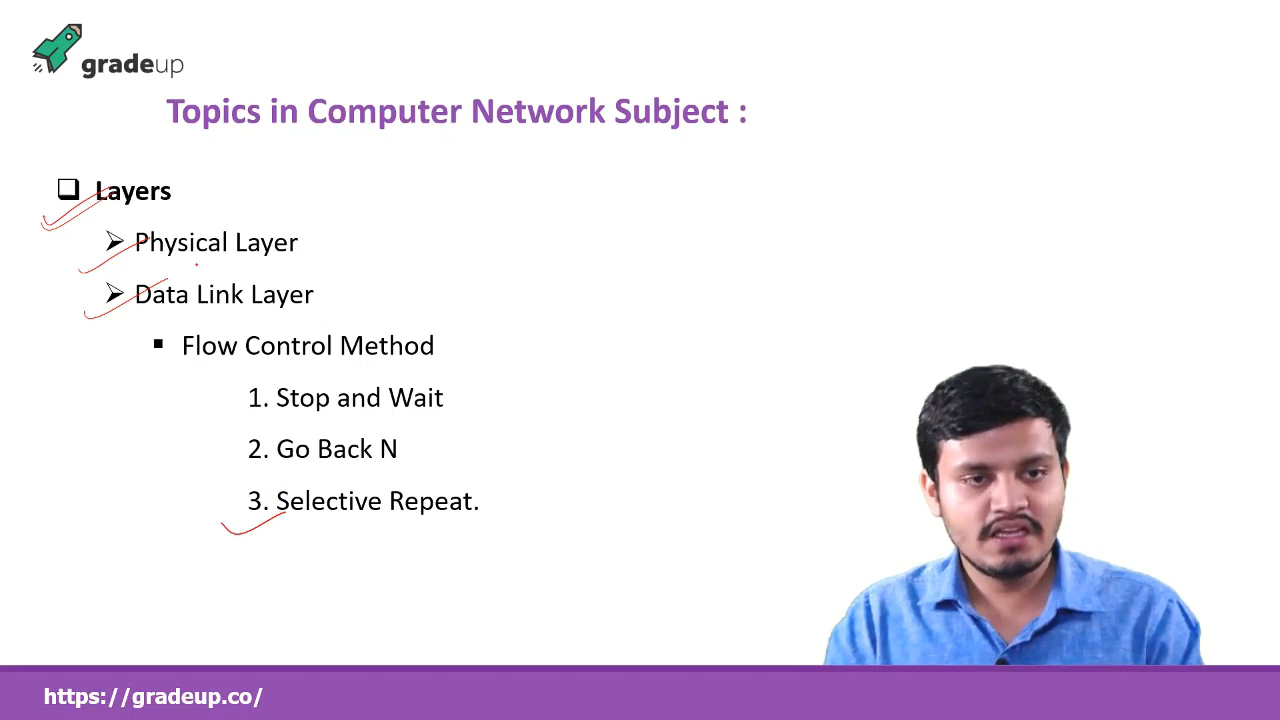 gradeup
Topics in Computer Network Subject :
Layers
Physical Layer
Data Link Layer
Flow Control Method
1. Stop and Wait
2. Go Back N
3. Selective Repeat.
https://gradeup.co/